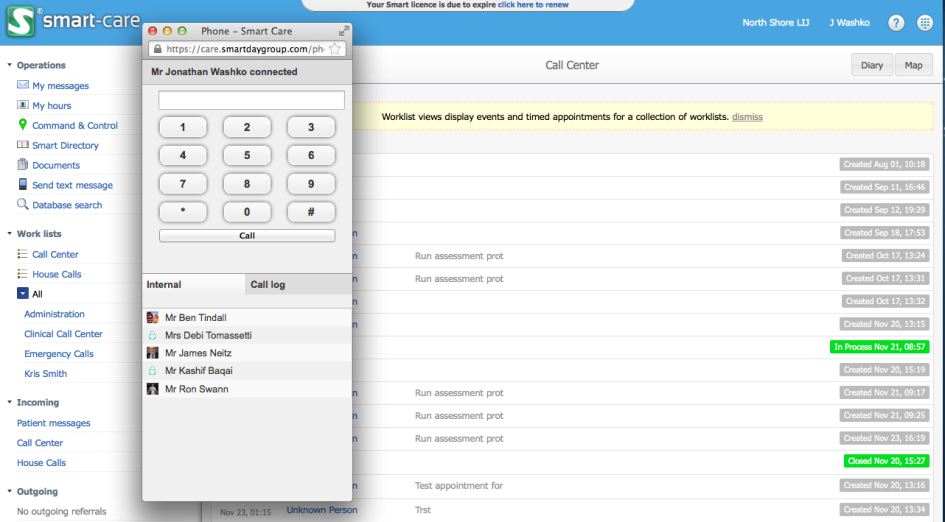 Your Smart licence is due to expire click here to renew
smart-care
North Shore LIJ
J Washko
?
Operations
My messages
My hours
Command & Control
Smart Directory
Documents
Send text message
Database search
Work lists
Call Center
House Calls
All
Administration
Clinical Call Center
Emergency Calls
Kris Smith
Incoming
Patient messages
Call Center
House Calls
Outgoing
No outgoing referrals
Phone – Smart Care
https://care.smartdaygroup.com/ph
Mr Jonathan Washko connected
1 2 3
4 5 6
7 8 9
* 0 #
Call
Internal Call log
Mr Ben Tindall
Mrs Debi Tomassetti
Mr James Neitz
Mr Kashif Baqai
Mr Ron Swann
Call Center
Diary Map
Worklist views display events and timed appointments for a collection of worklists. dismiss
Created Aug 01, 10:18
Created Sep 11, 16:46
Created Sep 12, 19:29
n Created Sep 18, 17:53
n Run assessment prot Created Oct 17, 13:24
n Run assessment prot Created Oct 17, 13:31
n Created Oct 17, 13:32
n Created Nov 20, 13:15
In Process Nov 21, 08:57
Created Nov 20, 15:19
n Run assessment prot Created Nov 21, 09:17
n Run assessment prot Created Nov 21, 09:25
n Run assessment prot Created Nov 23, 16:19
Closed Nov 20, 15:27
n Test appointment for Created Nov 20, 13:16
Nov 23, 01:15 Unknown Person Trst Created Nov 20, 13:34